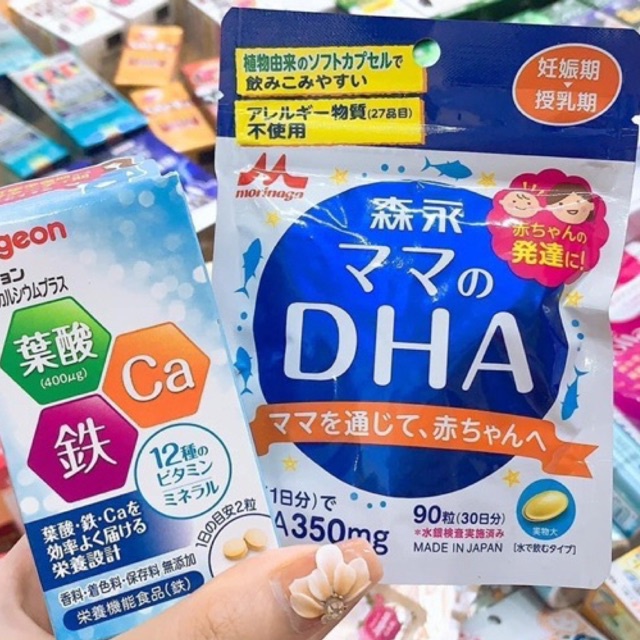 geon
ョン
カルシウムプラス
葉酸
(400μg)
Ca
鉄
12種の
ビタミン
ミネラル
葉酸・鉄・Caを
効率よく届ける
栄養設計
1日の目安2粒
香料・着色料・保存料 無添加
栄養機能食品(鉄)
植物由来のソフトカプセルで
飲みこみやすい
アレルギー物質(27品目)
不使用
妊娠期
授乳期
morinaga
森永
ママの
DHA
赤ちゃんの
発達に!
ママを通じて、赤ちゃんへ
1日分)で
A350mg
90粒(30日分)
*水銀検査実施済み
MADE IN JAPAN
実物大
[水で飲むタイプ]